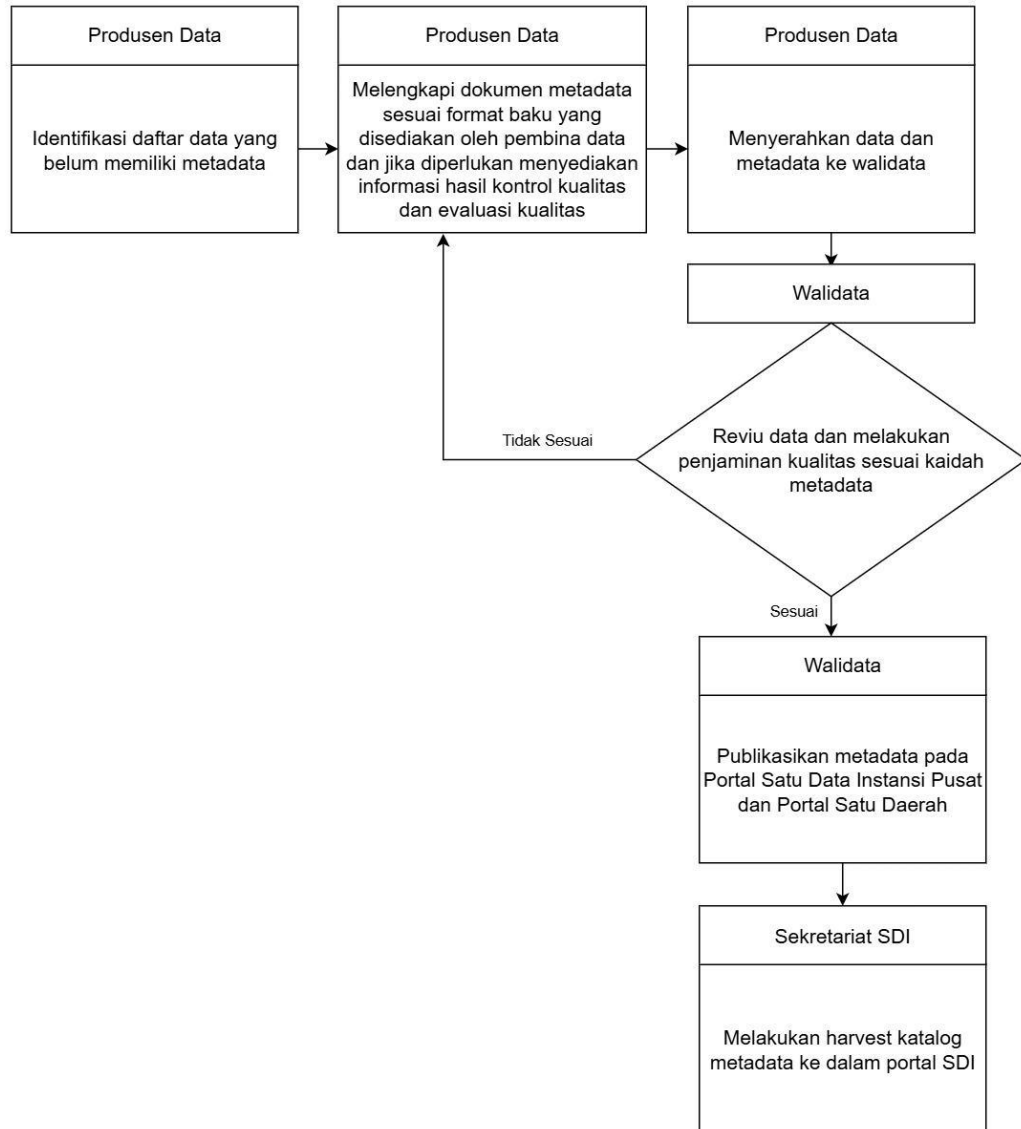 Produsen Data
Identifikasi daftar data yang
belum memiliki metadata
Produsen Data
Melengkapi dokumen metadata
sesuai format baku yang
disediakan oleh pembina data
dan jika diperlukan menyediakan
informasi hasil kontrol kualitas
dan evaluasi kualitas
Produsen Data
Menyerahkan data dan
metadata ke walidata
Walidata
Reviu data dan melakukan
penjaminan kualitas sesuai kaidah
metadata
Tidak Sesuai
Sesuai
Walidata
Publikasikan metadata pada
Portal Satu Data Instansi Pusat
dan Portal Satu Daerah
Sekretariat SDI
Melakukan harvest katalog
metadata ke dalam portal SDI